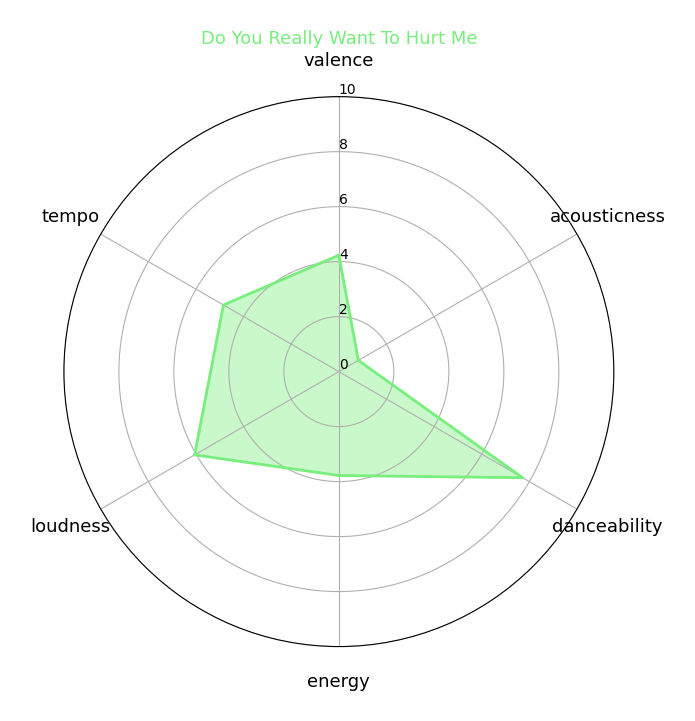 Do You Really Want To Hurt Me
valence
10
8
6
4
2
0
tempo
acousticness
loudness
danceability
energy